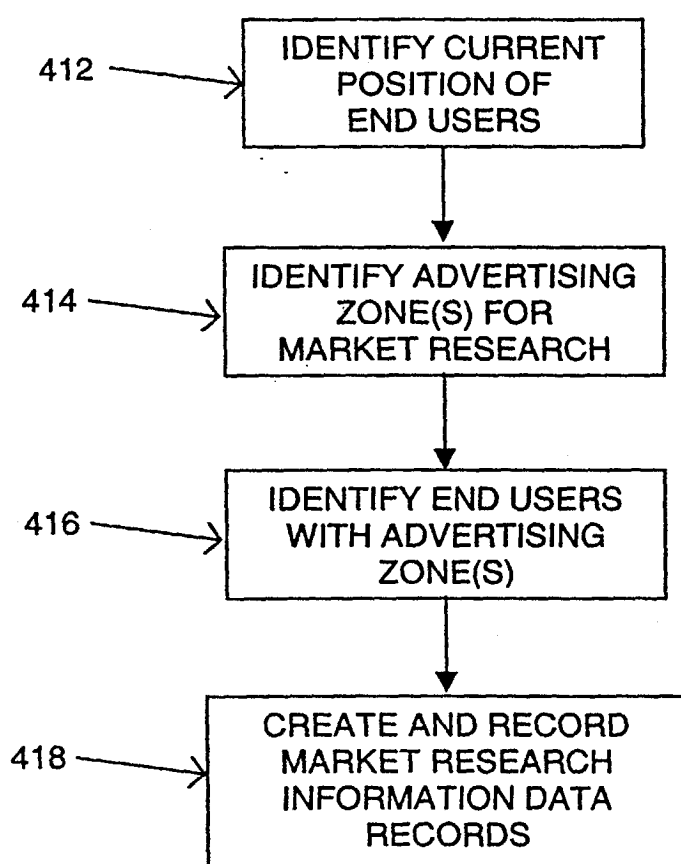 412
IDENTIFY CURRENT
POSITION OF
END USERS
414
IDENTIFY ADVERTISING
ZONE(S) FOR
MARKET RESEARCH
416
IDENTIFY END USERS
WITH ADVERTISING
ZONE(S)
418
CREATE AND RECORD
MARKET RESEARCH
INFORMATION DATA
RECORDS